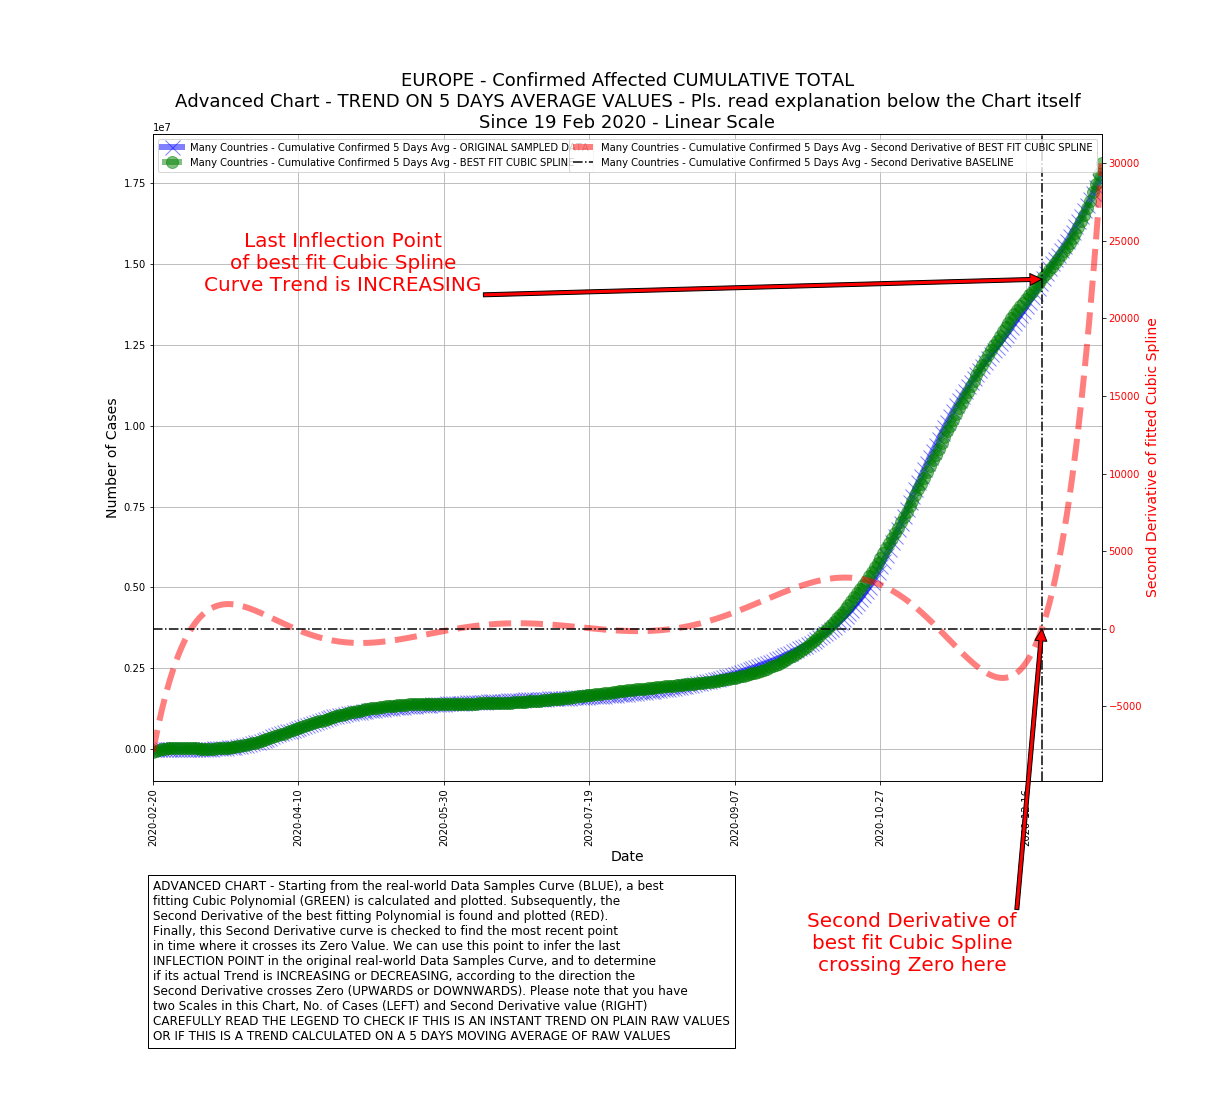 EUROPE - Confirmed Affected CUMULATIVE TOTAL
Advanced Chart - TREND ON 5 DAYS AVERAGE VALUES - Pls. read explanation below the Chart itself
Since 19 Feb 2020 - Linear Scale
1e7
Many Countries - Cumulative Confirmed 5 Days Avg - ORIGINAL SAMPLED DATA
Many Countries - Cumulative Confirmed 5 Days Avg - BEST FIT CUBIC SPLIN
Many Countries - Cumulative Confirmed 5 Days Avg - Second Derivative of BEST FIT CUBIC SPLINE
Many Countries - Cumulative Confirmed 5 Days Avg - Second Derivative BASELINE
Last Inflection Point
of best fit Cubic Spline
Curve Trend is INCREASING
1.75
1.50
1.25
1.00
0.75
0.50
0.25
0.00
Number of Cases
30000
25000
20000
15000
10000
5000
0
−5000
Second Derivative of fitted Cubic Spline
2020-02-20
2020-04-10
2020-05-30
2020-07-19
2020-09-07
2020-10-27
2020-12-16
Date
ADVANCED CHART - Starting from the real-world Data Samples Curve (BLUE), a best
fitting Cubic Polynomial (GREEN) is calculated and plotted. Subsequently, the
Second Derivative of the best fitting Polynomial is found and plotted (RED).
Finally, this Second Derivative curve is checked to find the most recent point
in time where it crosses its Zero Value. We can use this point to infer the last
INFLECTION POINT in the original real-world Data Samples Curve, and to determine
if its actual Trend is INCREASING or DECREASING, according to the direction the
Second Derivative crosses Zero (UPWARDS or DOWNWARDS). Please note that you have
two Scales in this Chart, No. of Cases (LEFT) and Second Derivative value (RIGHT)
CAREFULLY READ THE LEGEND TO CHECK IF THIS IS AN INSTANT TREND ON PLAIN RAW VALUES
OR IF THIS IS A TREND CALCULATED ON A 5 DAYS MOVING AVERAGE OF RAW VALUES
Second Derivative of
best fit Cubic Spline
crossing Zero here